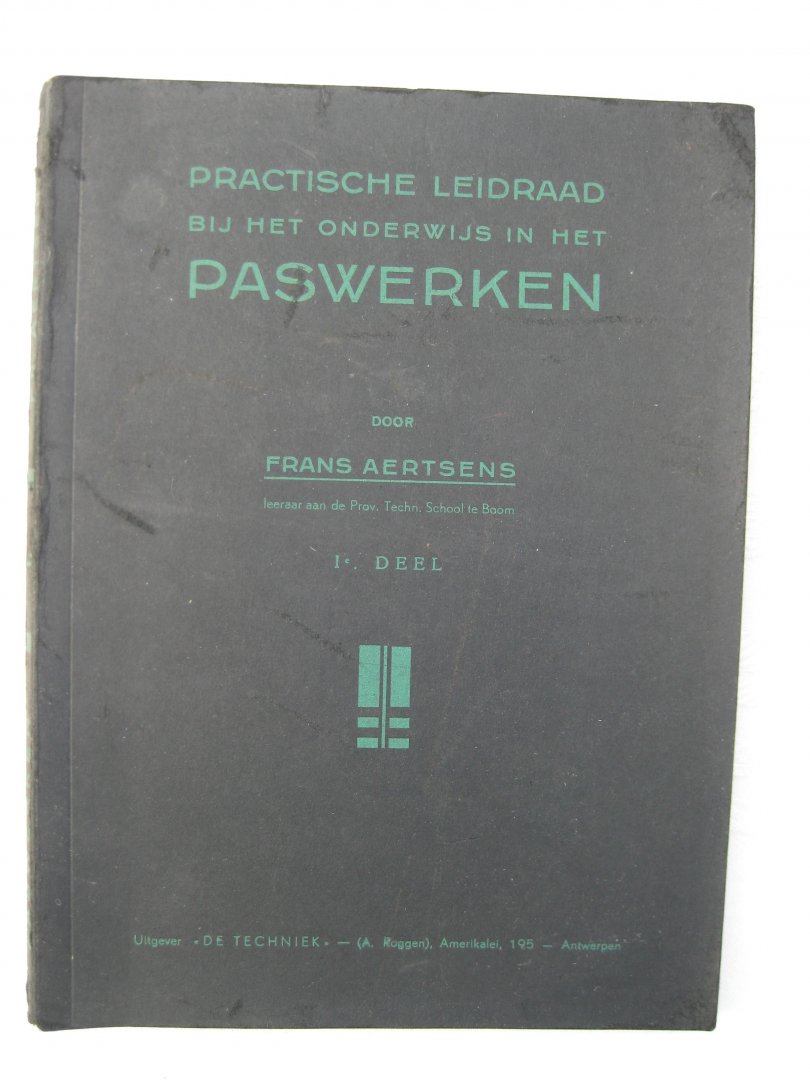 PRACTISCHE LEIDRAAD
BIJ HET ONDERWIJS IN HET
PASWERKEN
DOOR
FRANS AERTSENS
leeraar aan de Prov. Techn. School te Boom
Ie. DEEL
Uitgever «DE TECHNIEK» — (A. Roggen), Amerikalei, 195 — Antwerpen